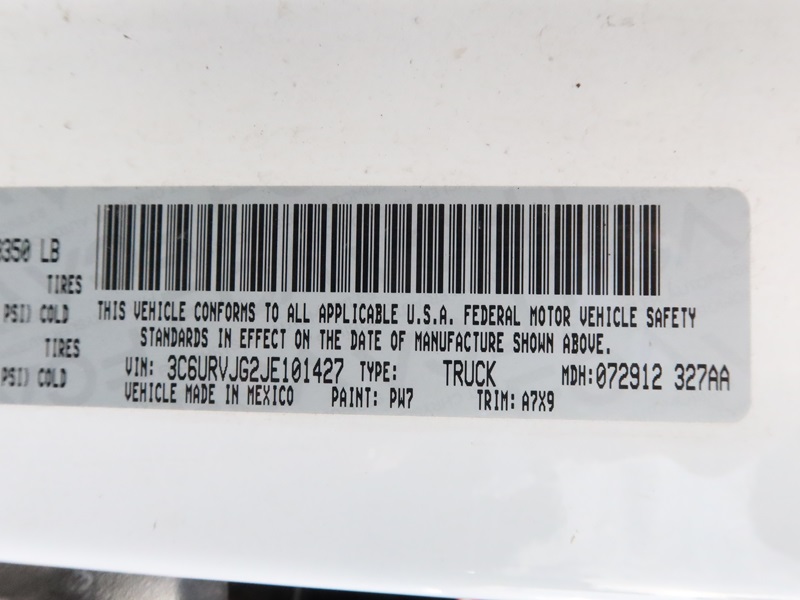 350 LB
TIRES
PSI) COLD
TIRES
PSI) COLD
THIS VEHICLE CONFORMS TO ALL APPLICABLE U.S.A. FEDERAL MOTOR VEHICLE SAFETY
STANDARDS IN EFFECT ON THE DATE OF MANUFACTURE SHOWN ABOVE.
VIN: 3C6URVJG2JE101427 TYPE: TRUCK MDH:072912 327AA
VEHICLE MADE IN MEXICO PAINT: PW7 TRIM: A7X9